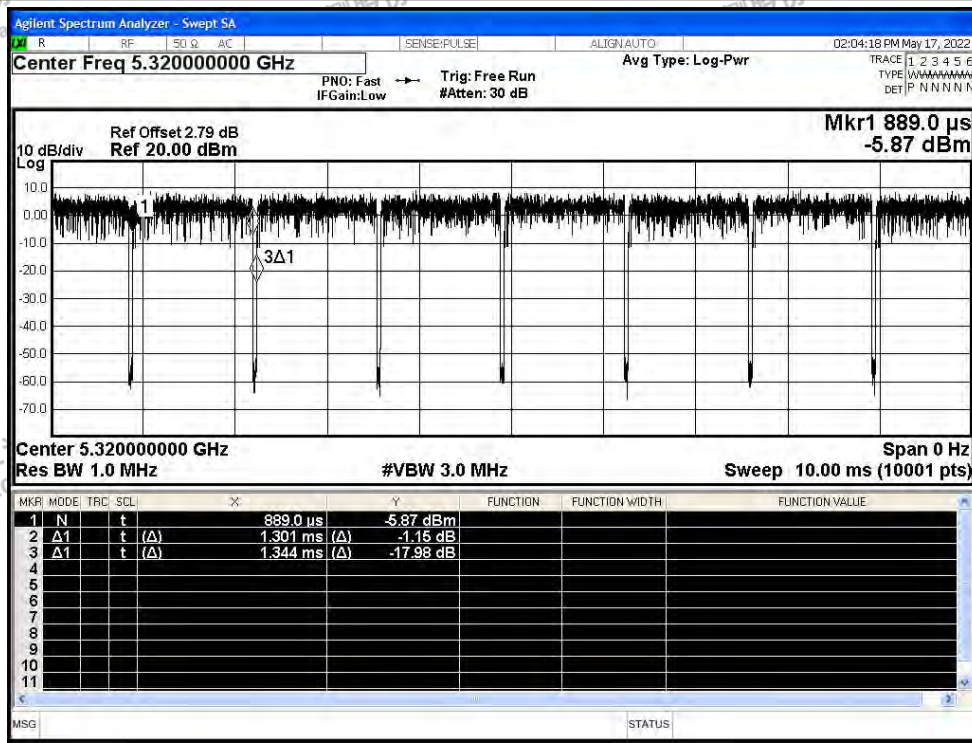 Agilent Spectrum Analyzer - Swept SA
R RF 50 Ω AC SENSE:PULSE ALIGN AUTO 02:04:18 PM May 17, 2022
Center Freq 5.320000000 GHz Avg Type: Log-Pwr TRACE 1 2 3 4 5 6
PNO: Fast Trig: Free Run TYPE
IFGain:Low #Atten: 30 dB DET P N N N N N
Mkr1 889.0 µs
Ref Offset 2.79 dB
10 dB/div Ref 20.00 dBm -5.87 dBm
Log
10.0
1
0.00
-10.0
3Δ1
-20.0
-30.0
-40.0
-50.0
-60.0
-70.0
Center 5.320000000 GHz Span 0 Hz
Res BW 1.0 MHz #VBW 3.0 MHz Sweep 10.00 ms (10001 pts)
MKR MODE TRC SCL X Y FUNCTION FUNCTION WIDTH FUNCTION VALUE
1 N t 889.0 µs -5.87 dBm
2 Δ1 t (Δ) 1.301 ms (Δ) -1.15 dB
3 Δ1 t (Δ) 1.344 ms (Δ) -17.98 dB
4
5
6
7
8
9
10
11
MSG STATUS